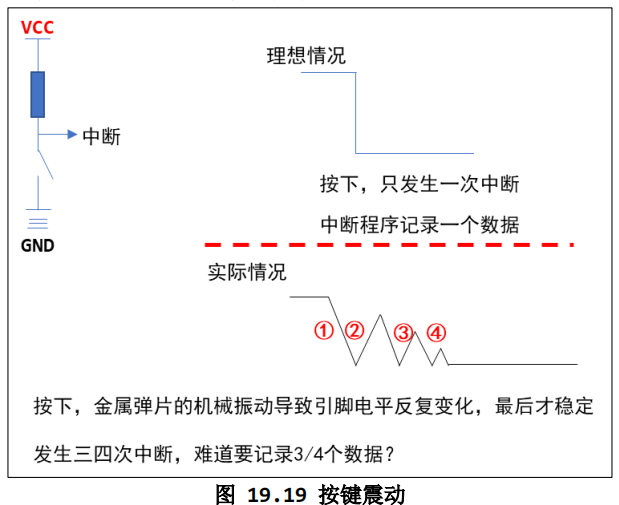 VCC
中断
GND
理想情况
按下，只发生一次中断
中断程序记录一个数据
实际情况
① ② ③ ④
按下，金属弹片的机械振动导致引脚电平反复变化，最后才稳定
发生三四次中断，难道要记录3/4个数据？
图 19.19 按键震动